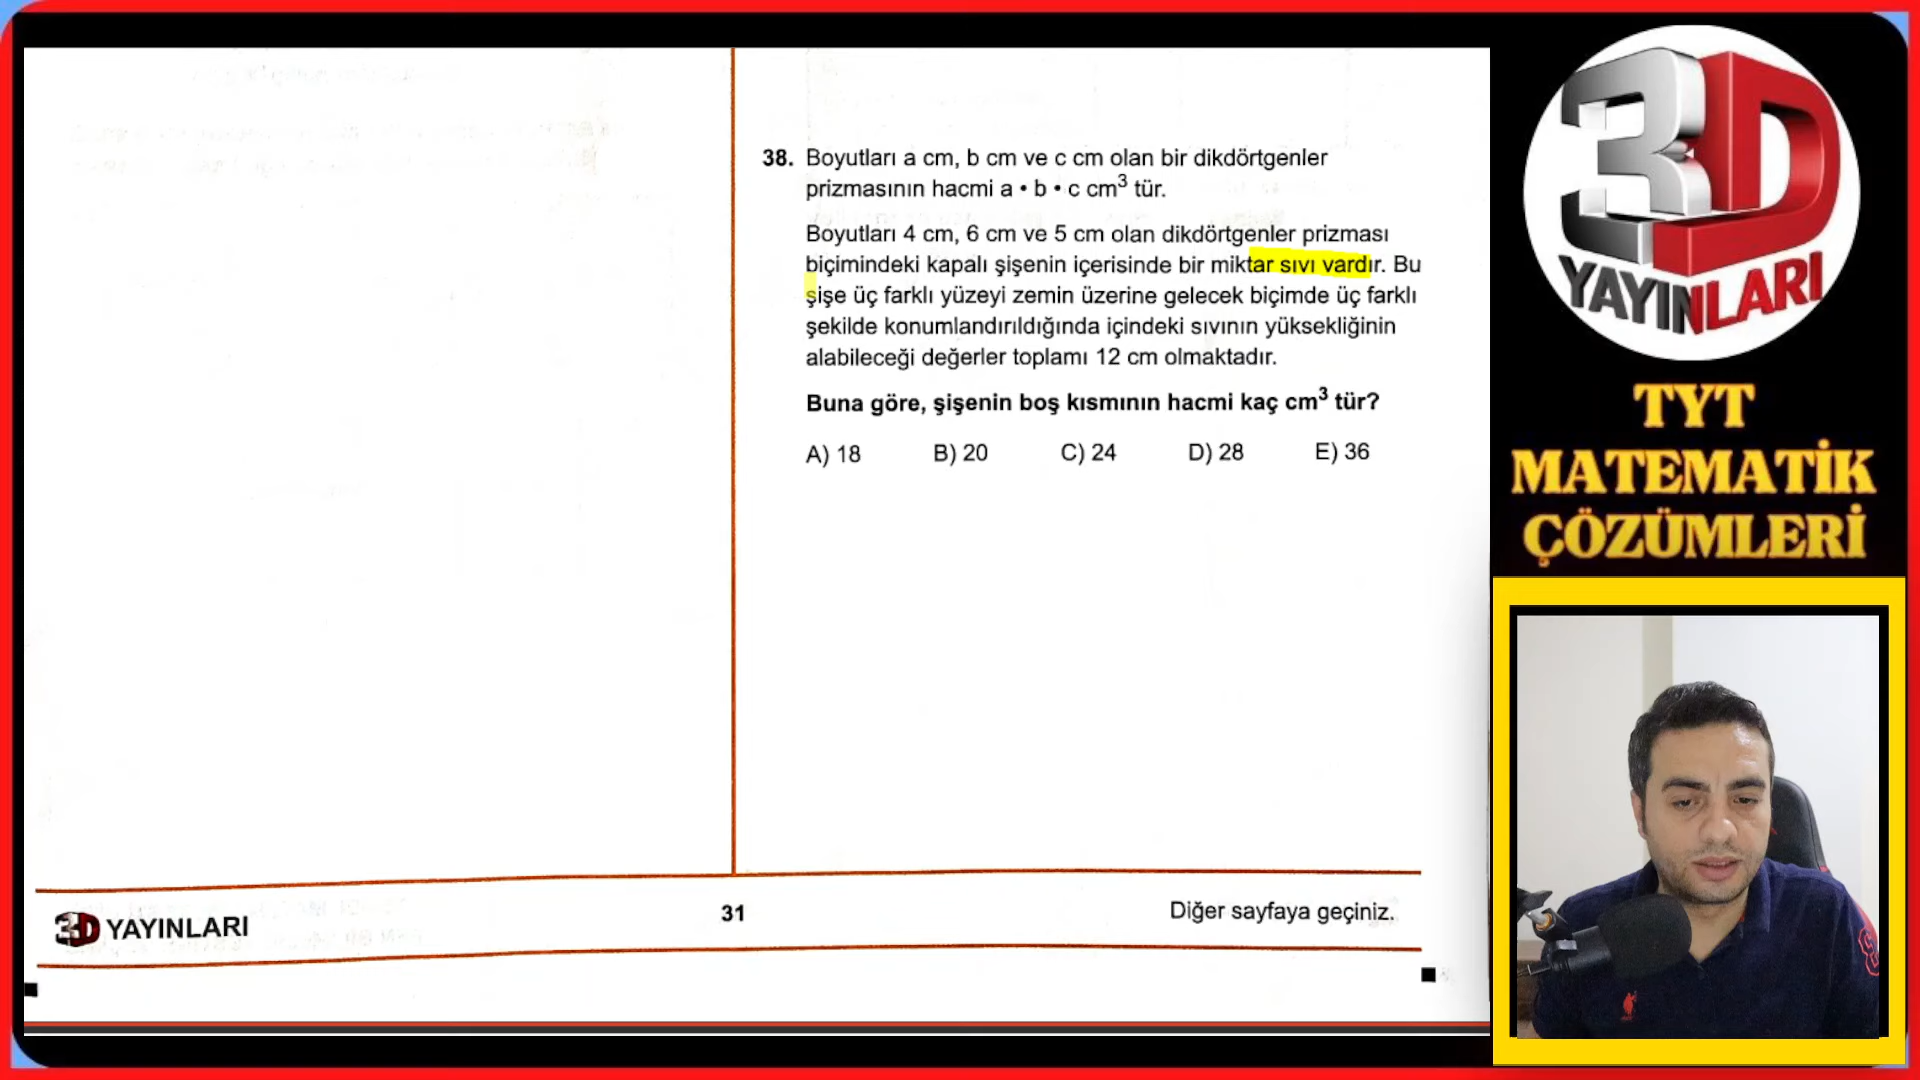 38. Boyutları a cm, b cm ve c cm olan bir dikdörtgenler
prizmasının hacmi a • b • c cm³ tür.
Boyutları 4 cm, 6 cm ve 5 cm olan dikdörtgenler prizması
biçimindeki kapalı şişenin içerisinde bir miktar sıvı vardır. Bu
şişe üç farklı yüzeyi zemin üzerine gelecek biçimde üç farklı
şekilde konumlandırıldığında içindeki sıvının yüksekliğinin
alabileceği değerler toplamı 12 cm olmaktadır.
Buna göre, şişenin boş kısmının hacmi kaç cm³ tür?
A) 18 B) 20 C) 24 D) 28 E) 36
3D YAYINLARI
31
Diğer sayfaya geçiniz.
3D
YAYINLARI
TYT
MATEMATİK
ÇÖZÜMLERİ